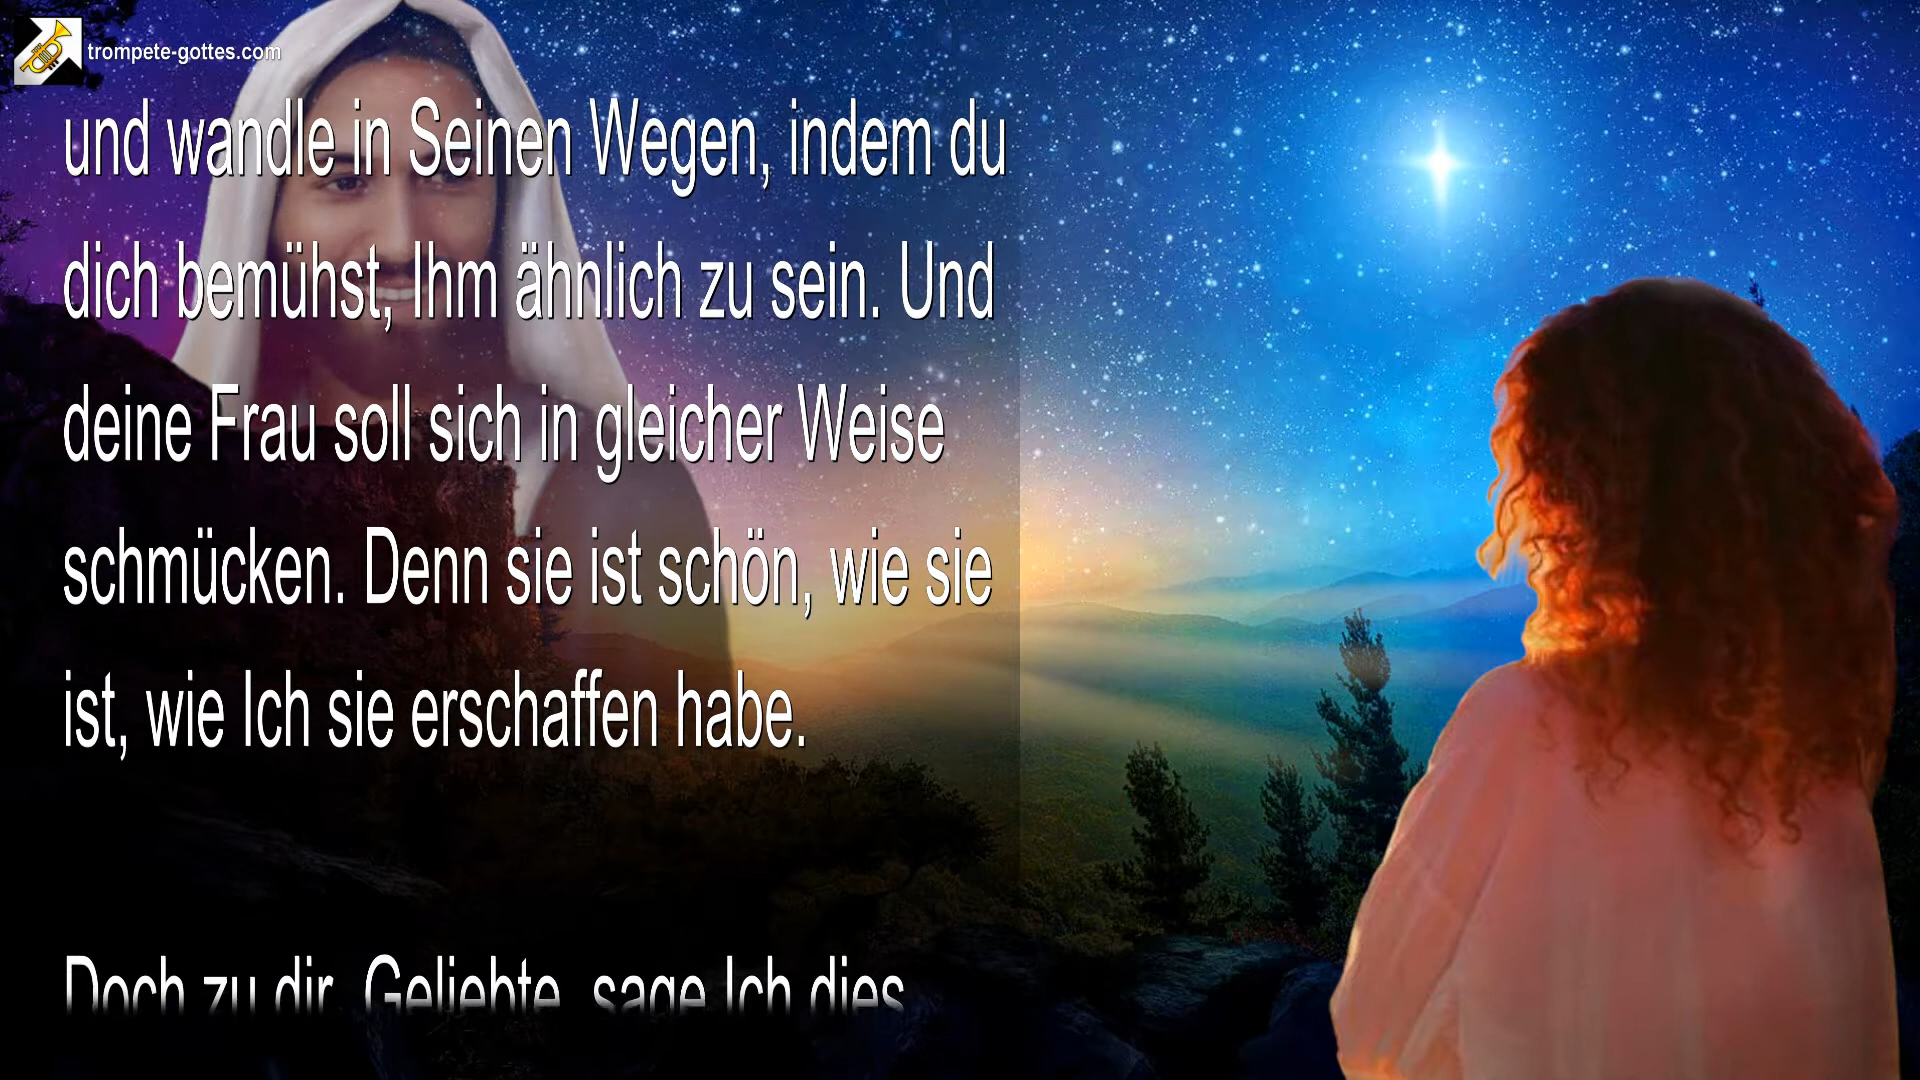 trompete-gottes.com
und wandle in Seinen Wegen, indem du
dich bemühst, Ihm ähnlich zu sein. Und
deine Frau soll sich in gleicher Weise
schmücken. Denn sie ist schön, wie sie
ist, wie Ich sie erschaffen habe.
Doch zu dir, Geliebte, sage Ich dies